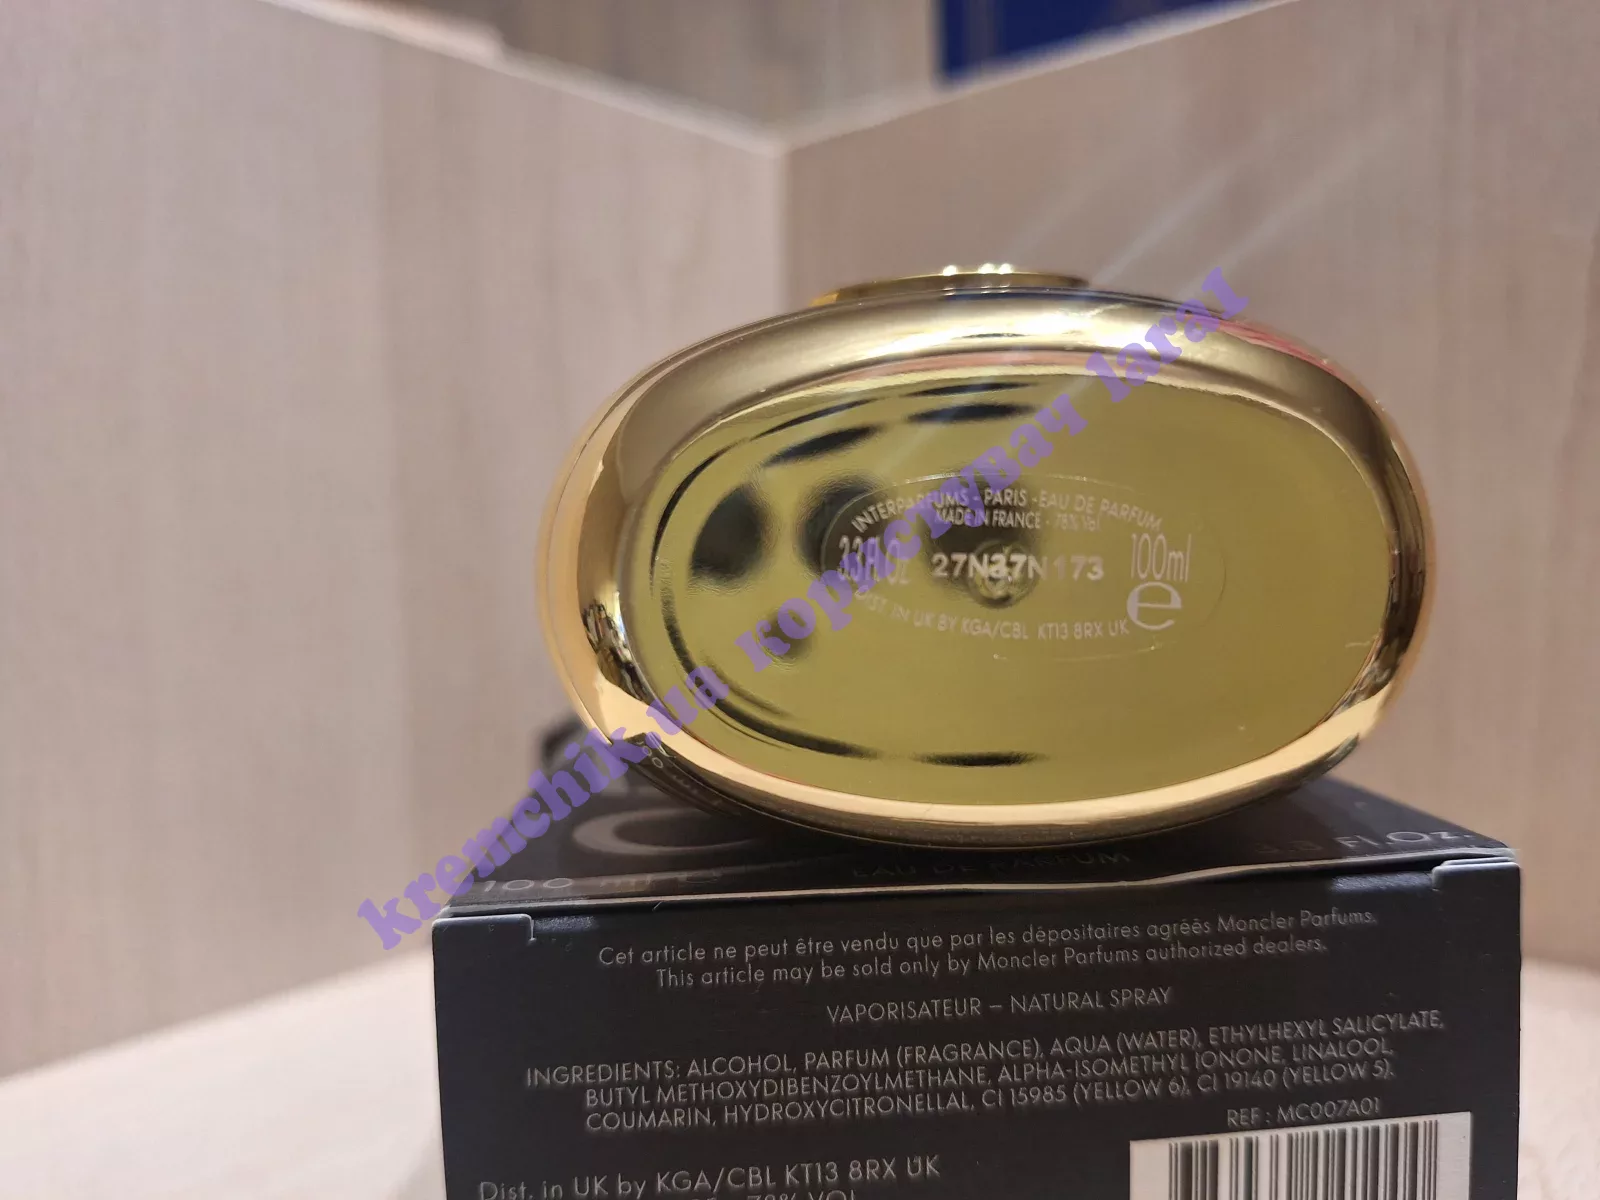 INTERPARFUMS - PARIS - EAU DE PARFUM
MADE IN FRANCE - 78% Vol
3.3 Fl Oz
100ml
e
DIST. IN UK BY KGA/CBL KT13 8RX UK
kremchik.ua користувач lara1
100 ml
EAU DE PARFUM
3.3 Fl.Oz.
Cet article ne peut être vendu que par les dépositaires agréés Moncler Parfums.
This article may be sold only by Moncler Parfums authorized dealers.
VAPORISATEUR – NATURAL SPRAY
INGREDIENTS: ALCOHOL, PARFUM (FRAGRANCE), AQUA (WATER), ETHYLHEXYL SALICYLATE,
BUTYL METHOXYDIBENZOYLMETHANE, ALPHA-ISOMETHYL IONONE, LINALOOL,
COUMARIN, HYDROXYCITRONELLAL, CI 15985 (YELLOW 6), CI 19140 (YELLOW 5).
REF : MC007A01
Dist. in UK by KGA/CBL KT13 8RX UK